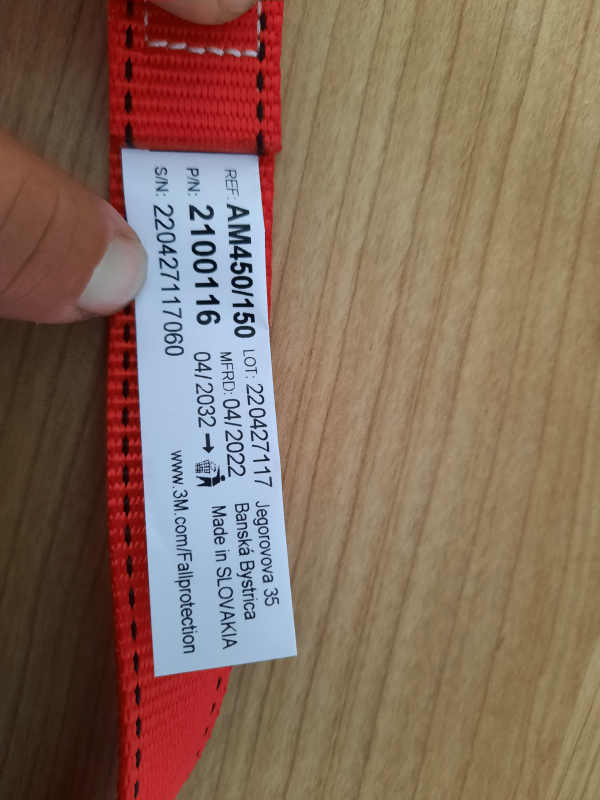 REF: AM450/150
P/N: 2100116
S/N: 220427117060
LOT: 220427117
MFRD: 04/2022
04/2032 →
Jegorovova 35
Banská Bystrica
Made in SLOVAKIA
www.3M.com/Fallprotection